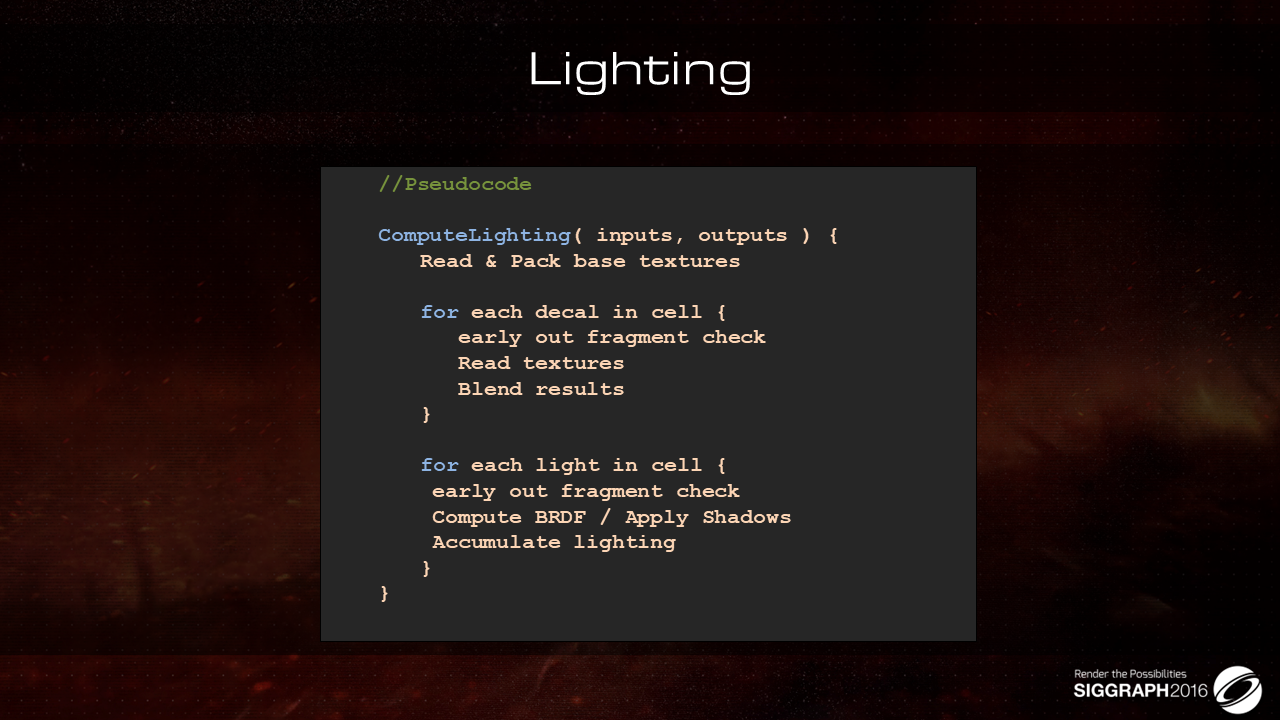 Lighting
//Pseudocode
ComputeLighting( inputs, outputs ) {
Read & Pack base textures
for each decal in cell {
early out fragment check
Read textures
Blend results
}
for each light in cell {
early out fragment check
Compute BRDF / Apply Shadows
Accumulate lighting
}
}
Render the Possibilities
SIGGRAPH2016